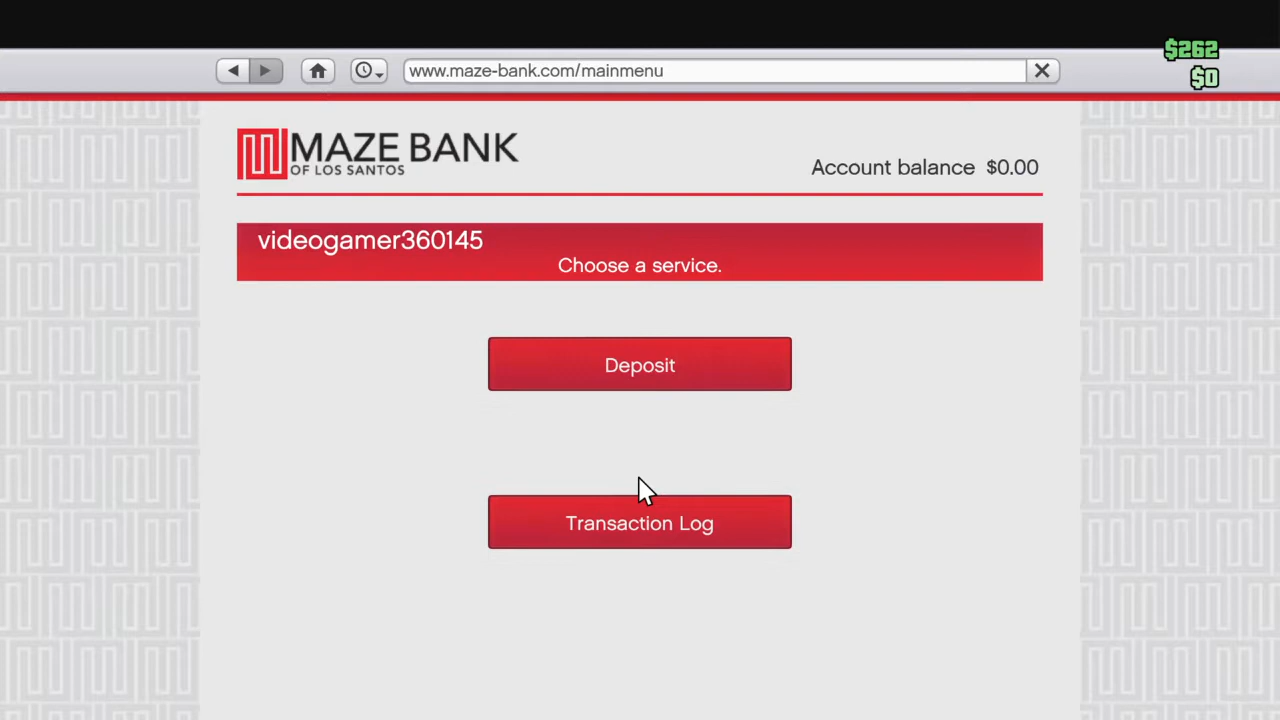 $262
www.maze-bank.com/mainmenu
$0
MAZE BANK
OF LOS SANTOS
Account balance $0.00
videogamer360145
Choose a service.
Deposit
Transaction Log